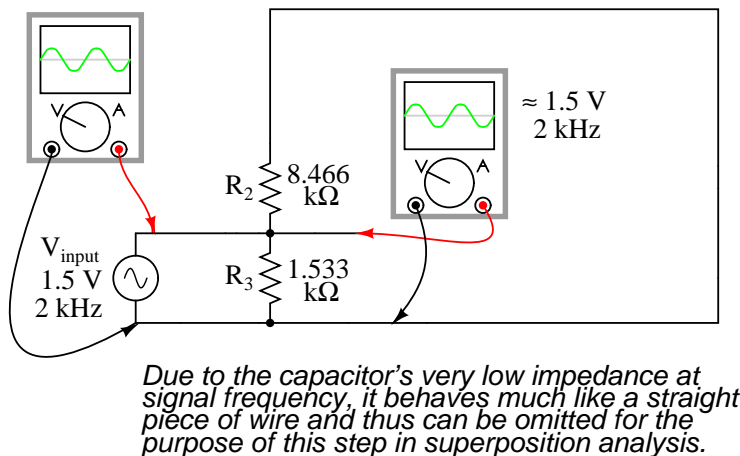 V A
V A
≈ 1.5 V
2 kHz
R2 8.466
kΩ
Vinput
1.5 V
2 kHz
R3 1.533
kΩ
Due to the capacitor's very low impedance at
signal frequency, it behaves much like a straight
piece of wire and thus can be omitted for the
purpose of this step in superposition analysis.